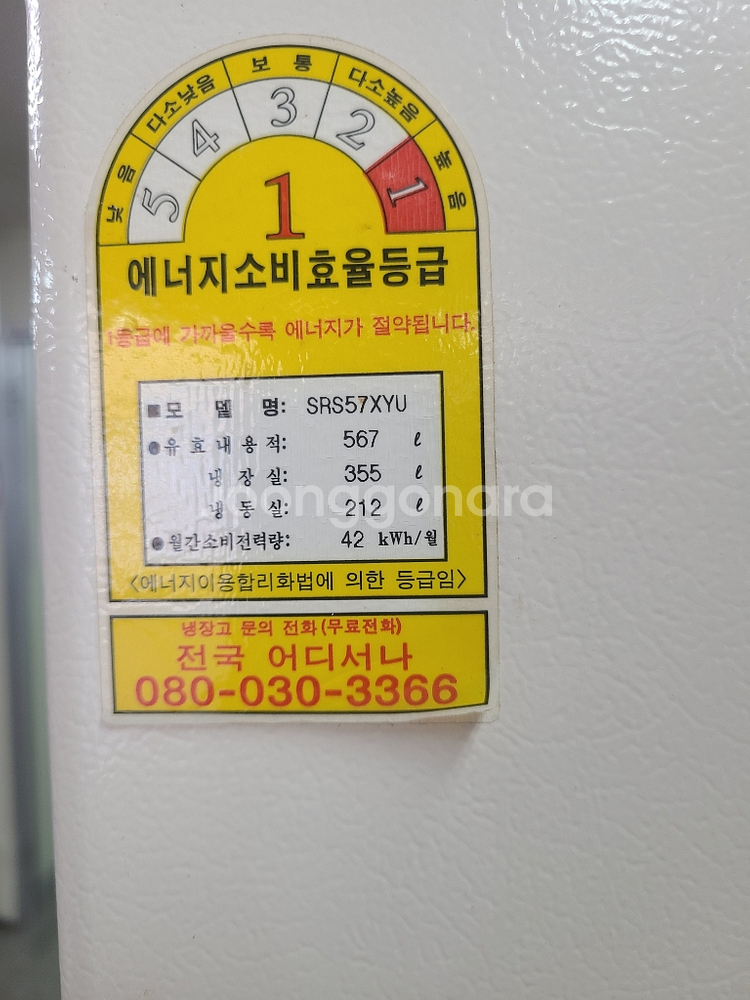 낮음 다소낮음 보통 다소높음 높음
5 4 3 2 1
1
에너지소비효율등급
1등급에 가까울수록 에너지가 절약됩니다.
■모 델 명: SRS57XYU
●유효내용적: 567 ℓ
냉장실: 355 ℓ
냉동실: 212 ℓ
●월간소비전력량: 42 kWh/월
<에너지이용합리화법에 의한 등급임>
냉장고 문의 전화(무료전화)
전국 어디서나
080-030-3366
joonggonara